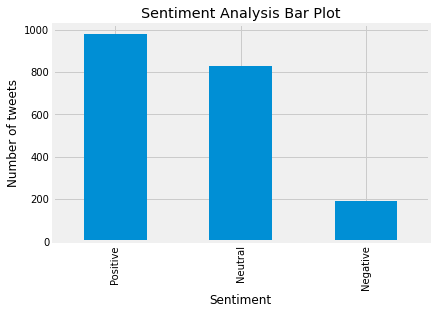 Sentiment Analysis Bar Plot
1000
800
600
400
200
0
Number of tweets
Positive
Neutral
Negative
Sentiment